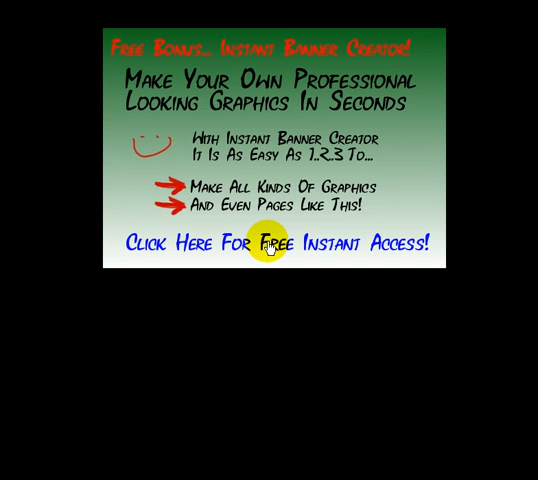 Free Bonus... Instant Banner Creator!
Make Your Own Professional
Looking Graphics In Seconds
With Instant Banner Creator
It Is As Easy As 1..2..3 To...
Make All Kinds Of Graphics
And Even Pages Like This!
Click Here For Free Instant Access!